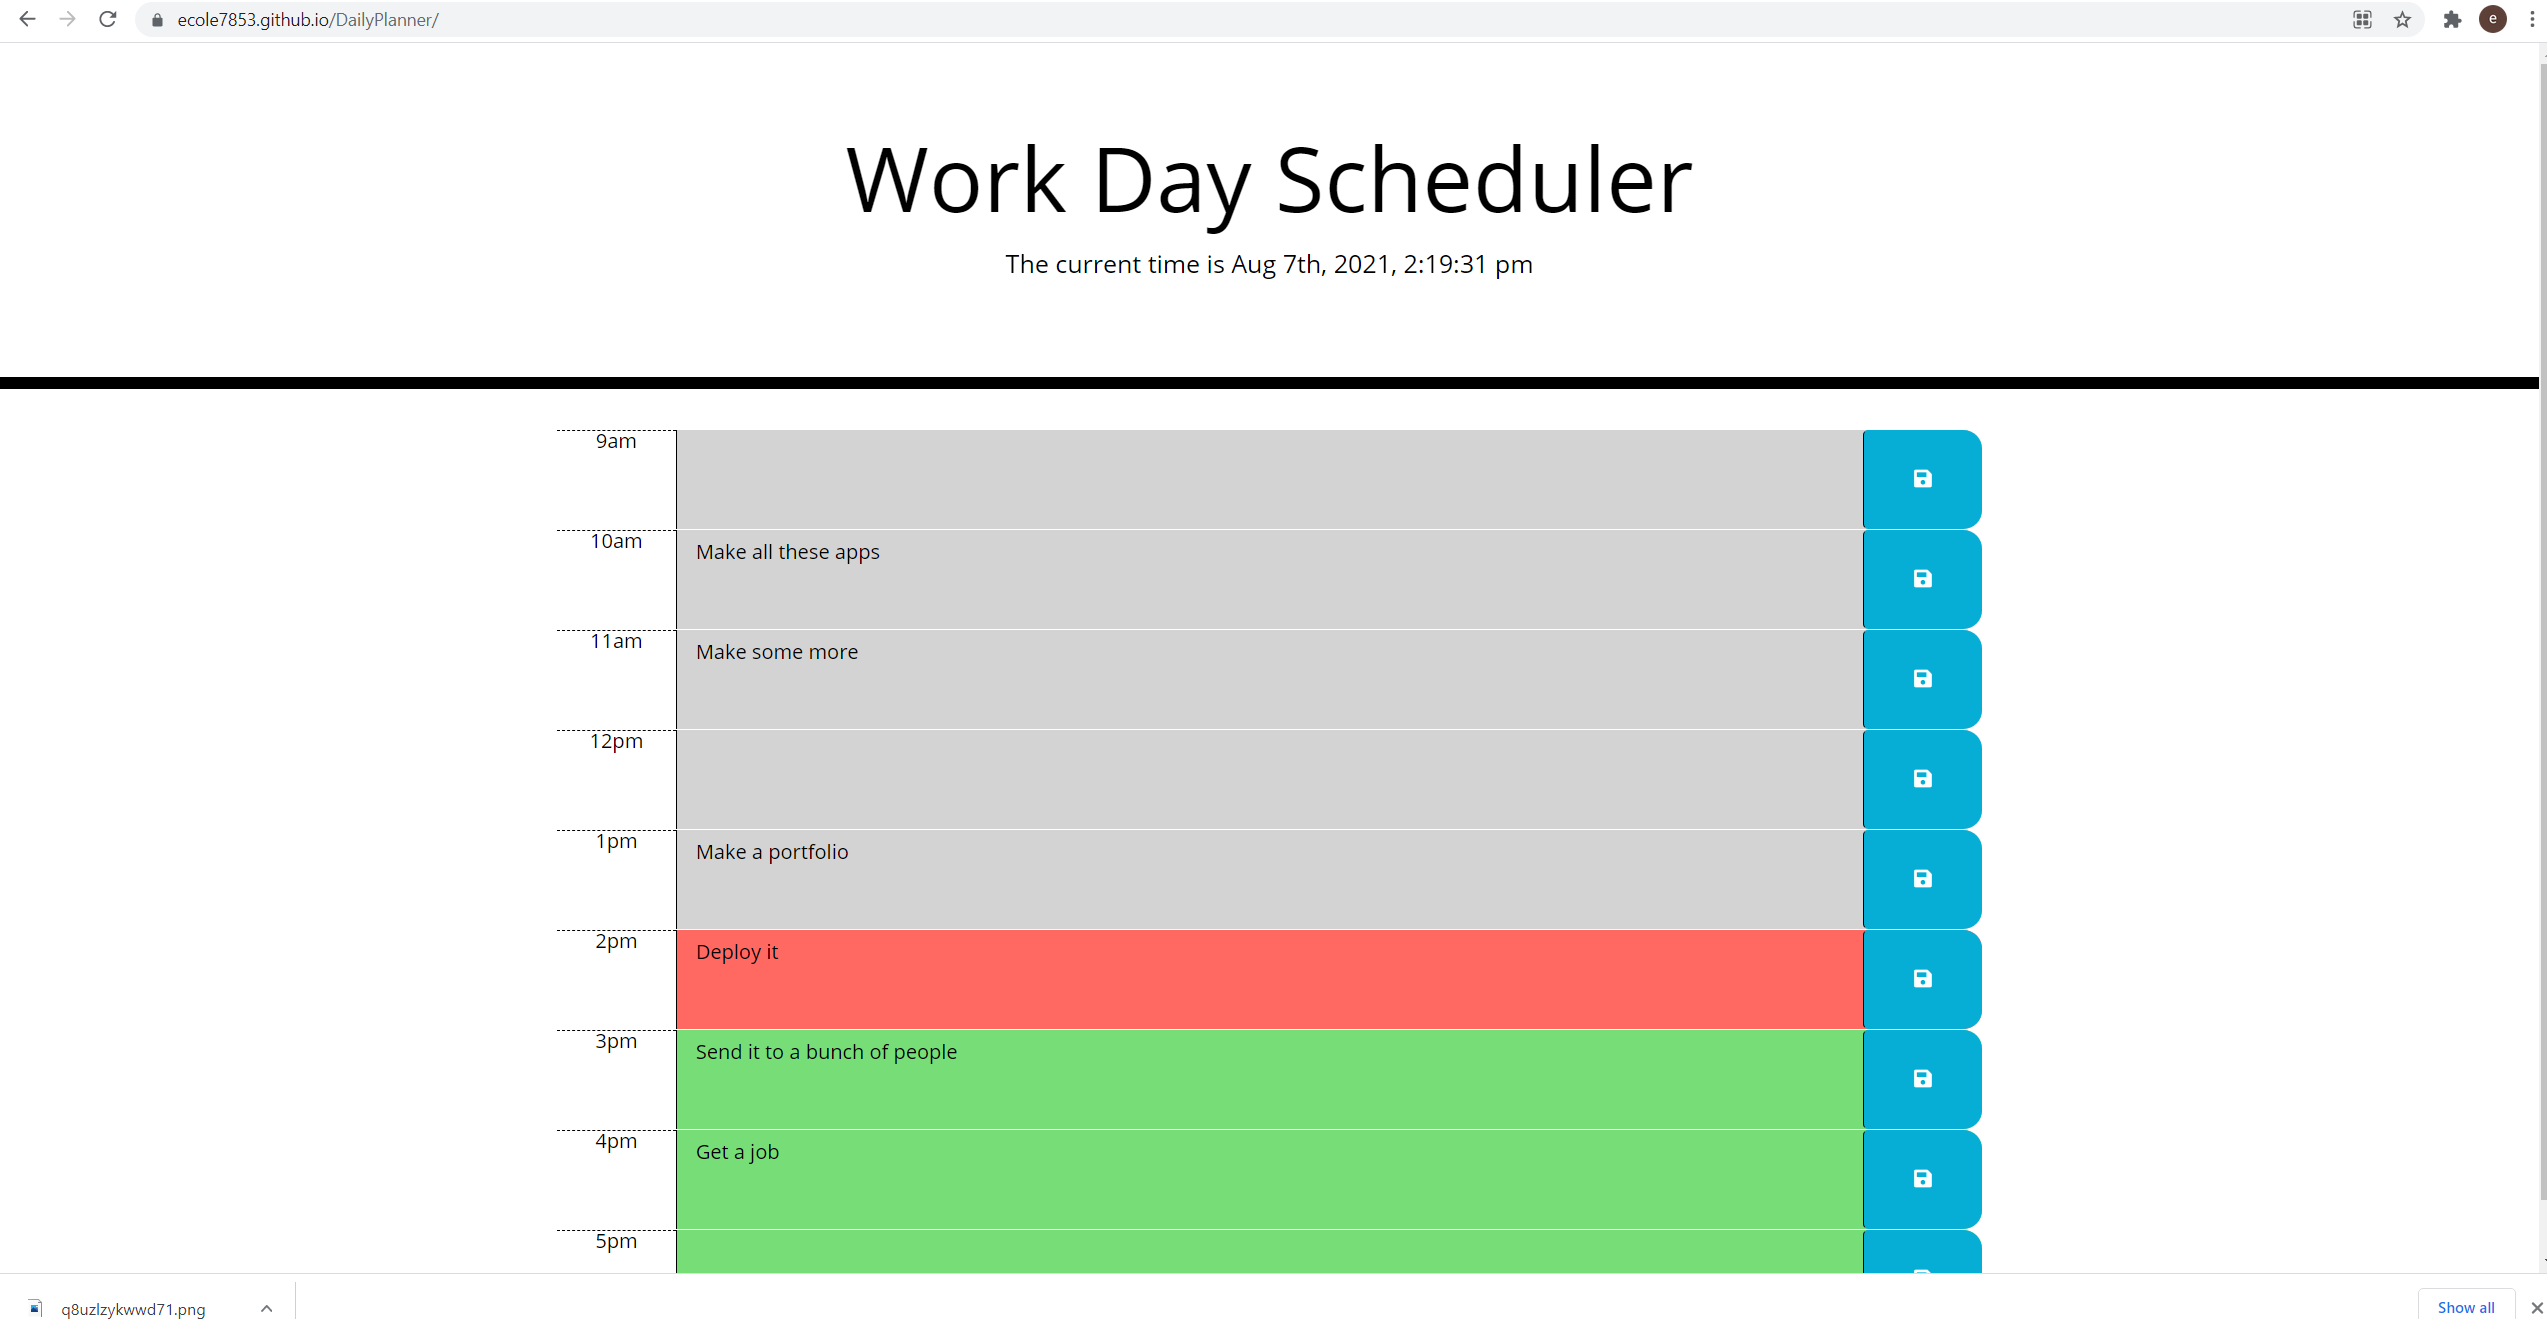 ecole7853.github.io/DailyPlanner/
e
Work Day Scheduler
The current time is Aug 7th, 2021, 2:19:31 pm
9am
10am Make all these apps
11am Make some more
12pm
1pm Make a portfolio
2pm Deploy it
3pm Send it to a bunch of people
4pm Get a job
5pm
q8uzlzykwwd71.png
Show all